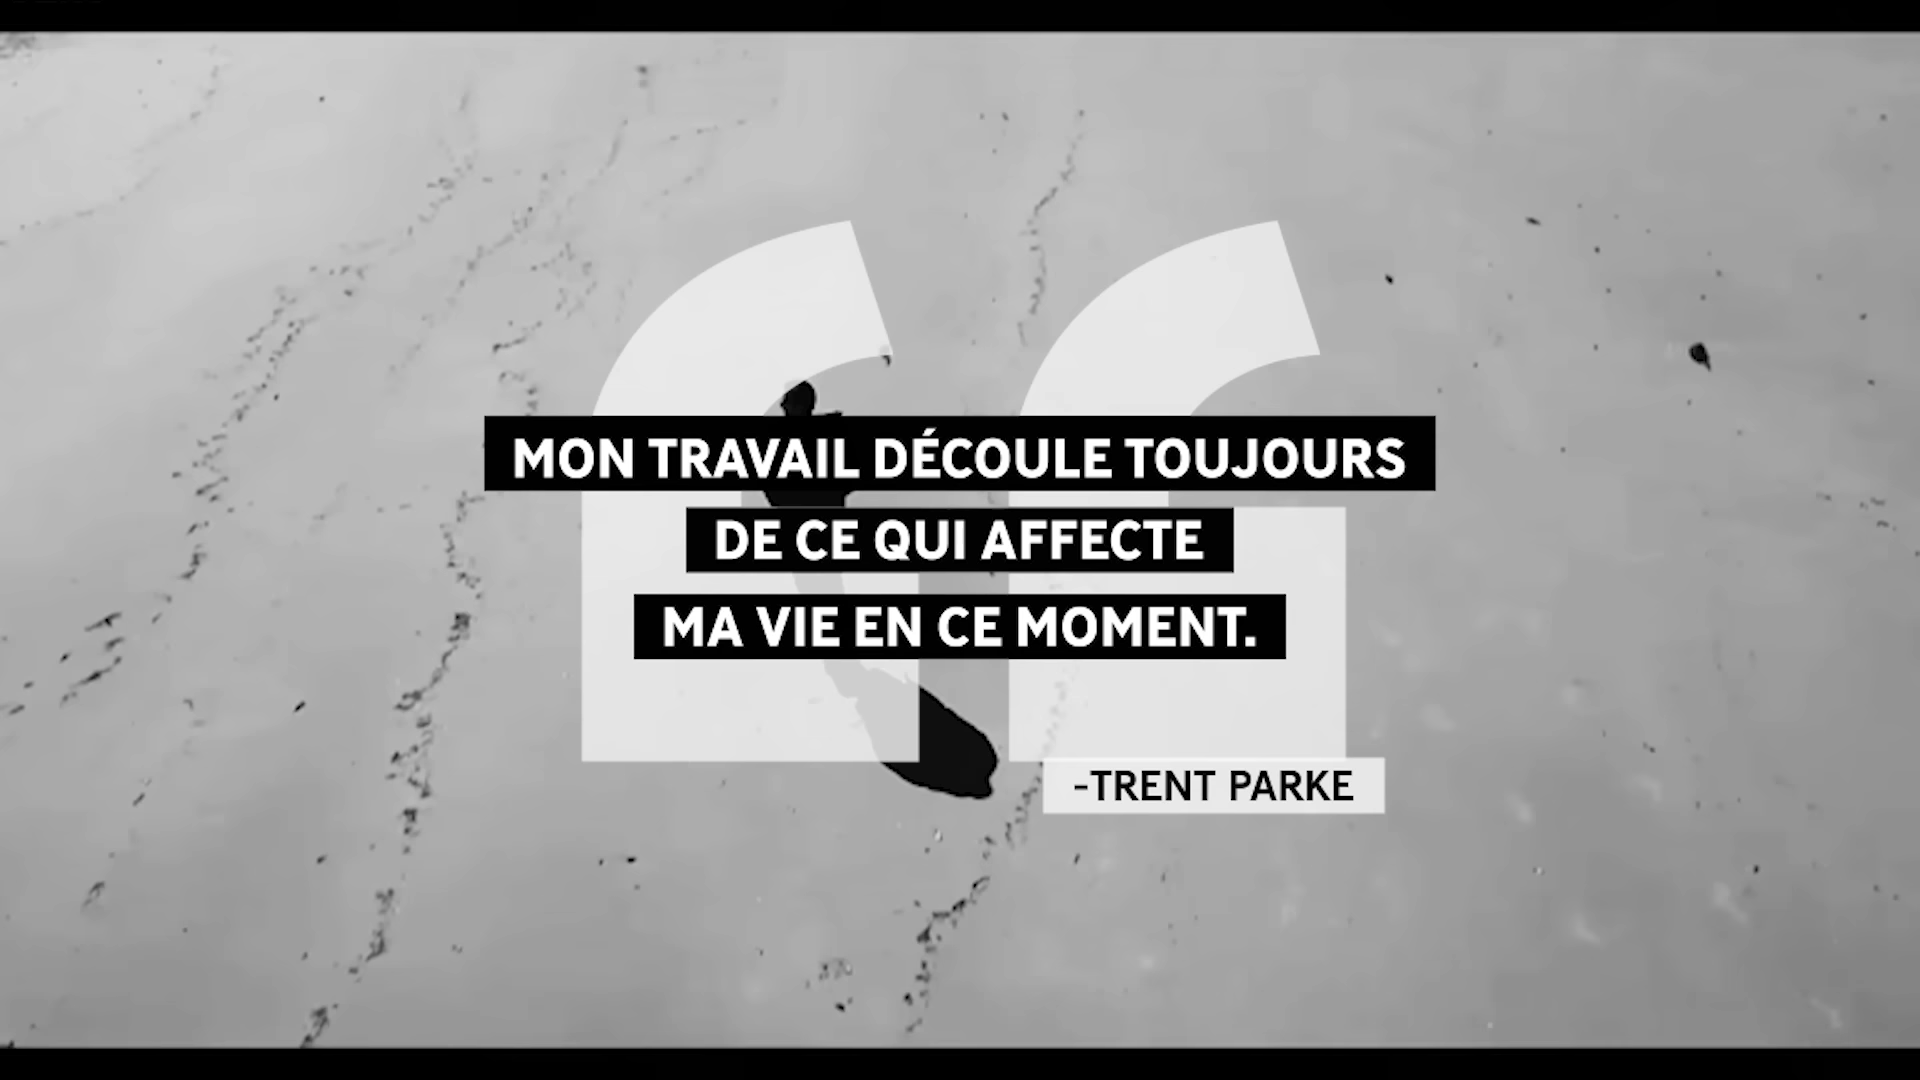 MON TRAVAIL DÉCOULE TOUJOURS
DE CE QUI AFFECTE
MA VIE EN CE MOMENT.
-TRENT PARKE